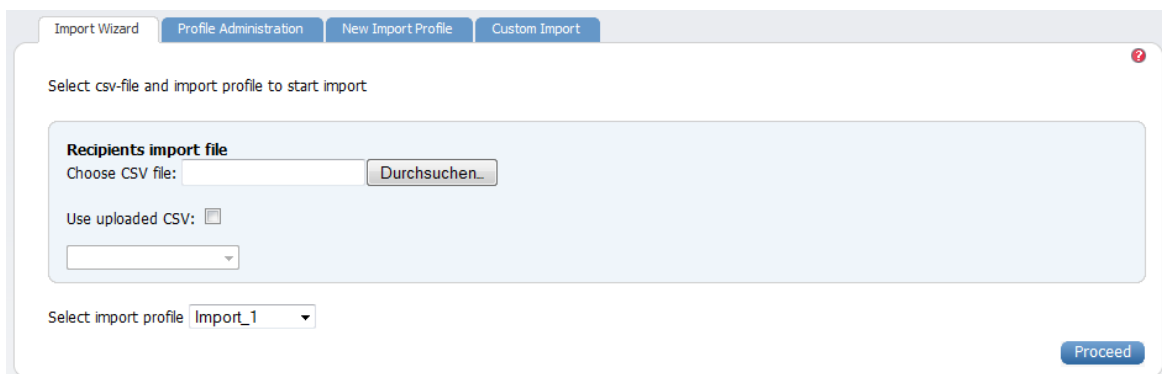 Import Wizard Profile Administration New Import Profile Custom Import
?
Select csv-file and import profile to start import
Recipients import file
Choose CSV file: Durchsuchen...
Use uploaded CSV:
Select import profile Import_1
Proceed